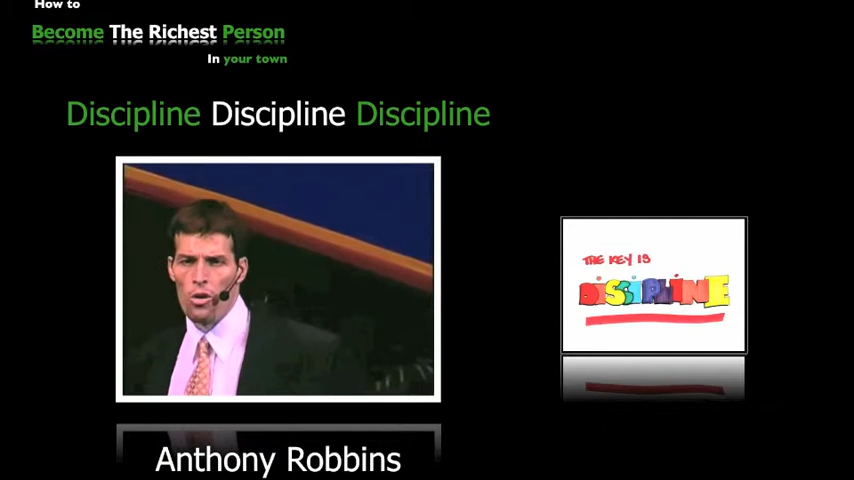 How to
Become The Richest Person
In your town
Discipline Discipline Discipline
THE KEY IS
DISCIPLINE
Anthony Robbins